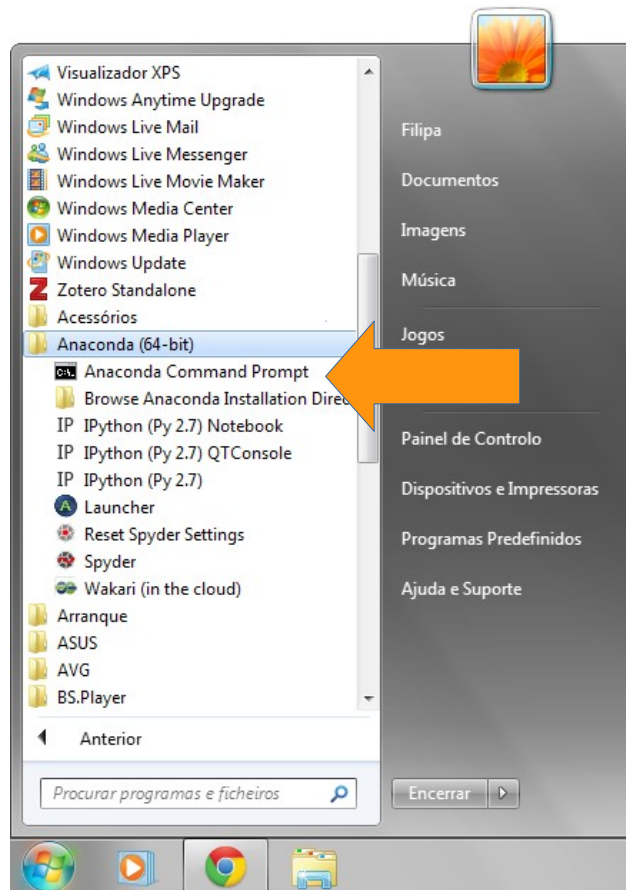 Visualizador XPS
Windows Anytime Upgrade
Windows Live Mail
Windows Live Messenger
Windows Live Movie Maker
Windows Media Center
Windows Media Player
Windows Update
Zotero Standalone
Acessórios
Anaconda (64-bit)
C:\.
Anaconda Command Prompt
Browse Anaconda Installation Direc
IP IPython (Py 2.7) Notebook
IP IPython (Py 2.7) QTConsole
IP IPython (Py 2.7)
Launcher
Reset Spyder Settings
Spyder
Wakari (in the cloud)
Arranque
ASUS
AVG
BS.Player
Anterior
Procurar programas e ficheiros
Filipa
Documentos
Imagens
Música
Jogos
Painel de Controlo
Dispositivos e Impressoras
Programas Predefinidos
Ajuda e Suporte
Encerrar